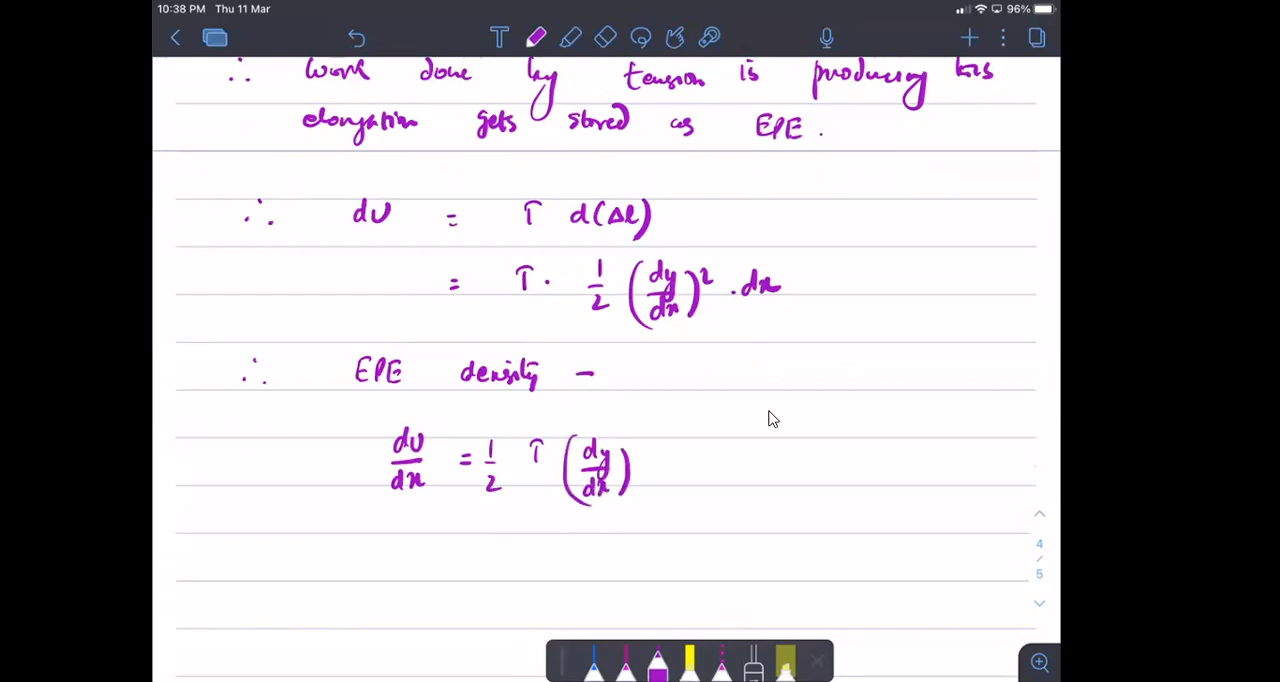 10:38 PM Thu 11 Mar 96%
∴ Work done by tension is producing this
elongation gets stored as EPE.
∴ dU = T d(Δl)
= T · 1/2 (dy/dx)² . dx
∴ EPE density –
dU/dx = 1/2 T (dy/dx)
4
/
5